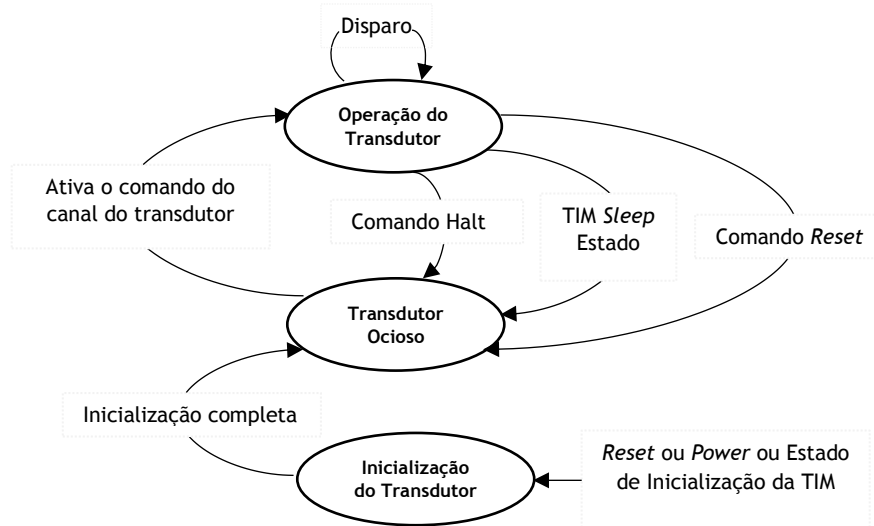 Disparo
Operação do
Transdutor
Ativa o comando do
canal do transdutor
Comando Halt
TIM Sleep
Estado
Comando Reset
Transdutor
Ocioso
Inicialização completa
Inicialização
do Transdutor
Reset ou Power ou Estado
de Inicialização da TIM